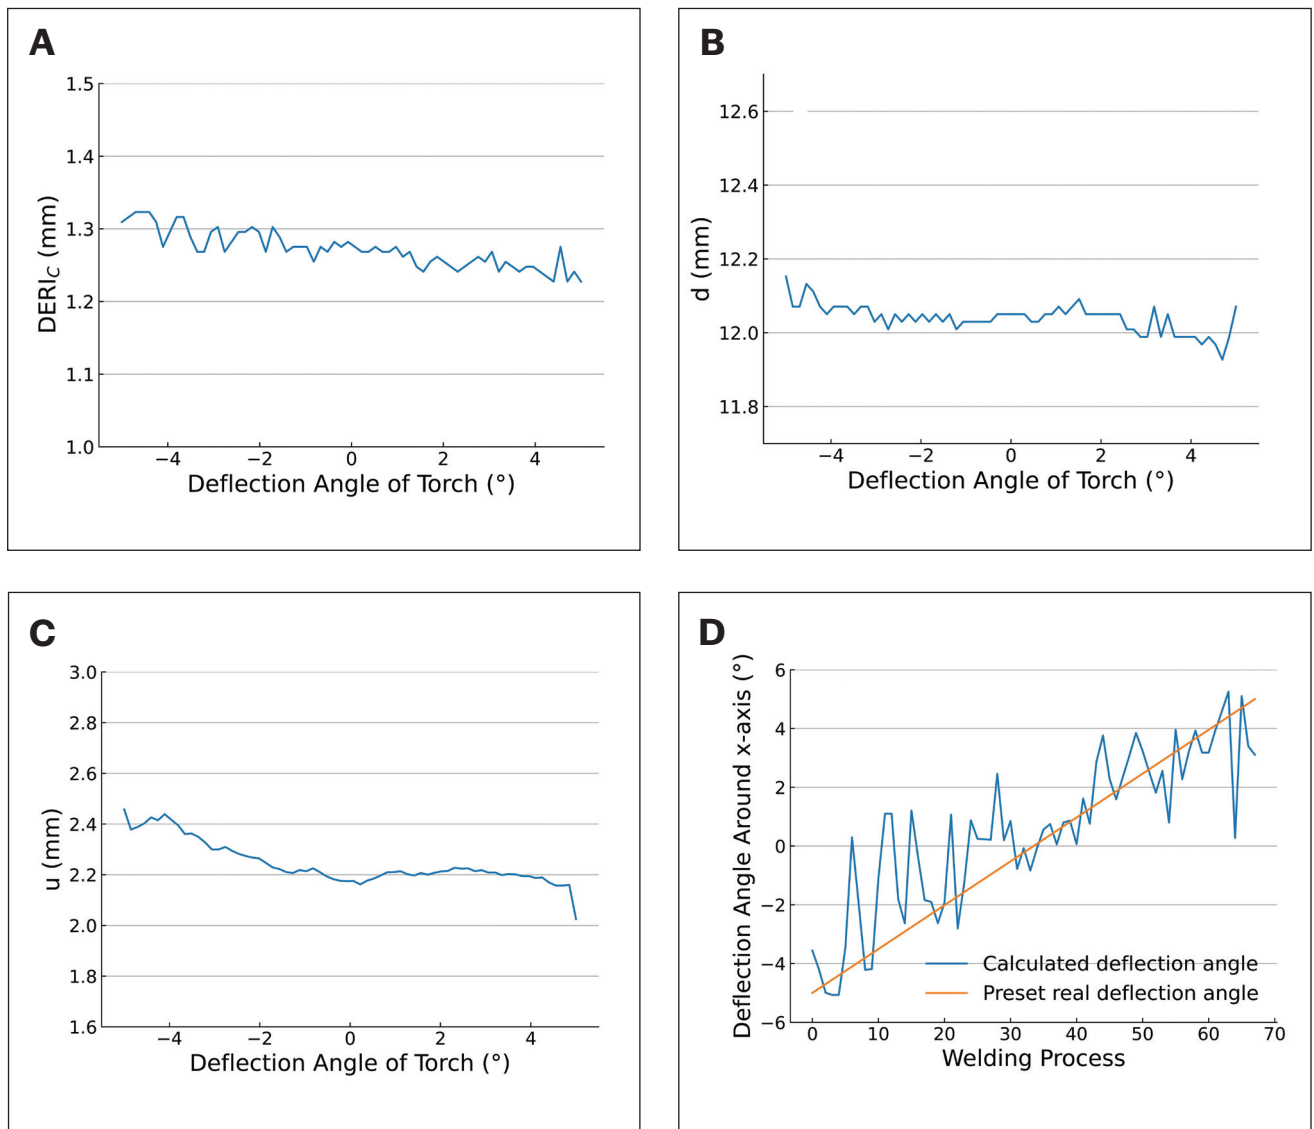 A
1.5
1.4
1.3
1.2
1.1
1.0
DERI_C (mm)
−4 −2 0 2 4
Deflection Angle of Torch (°)
B
12.6
12.4
12.2
12.0
11.8
d (mm)
−4 −2 0 2 4
Deflection Angle of Torch (°)
C
3.0
2.8
2.6
2.4
2.2
2.0
1.8
1.6
u (mm)
−4 −2 0 2 4
Deflection Angle of Torch (°)
D
6
4
2
0
−2
−4
−6
Deflection Angle Around x-axis (°)
Calculated deflection angle
Preset real deflection angle
0 10 20 30 40 50 60 70
Welding Process